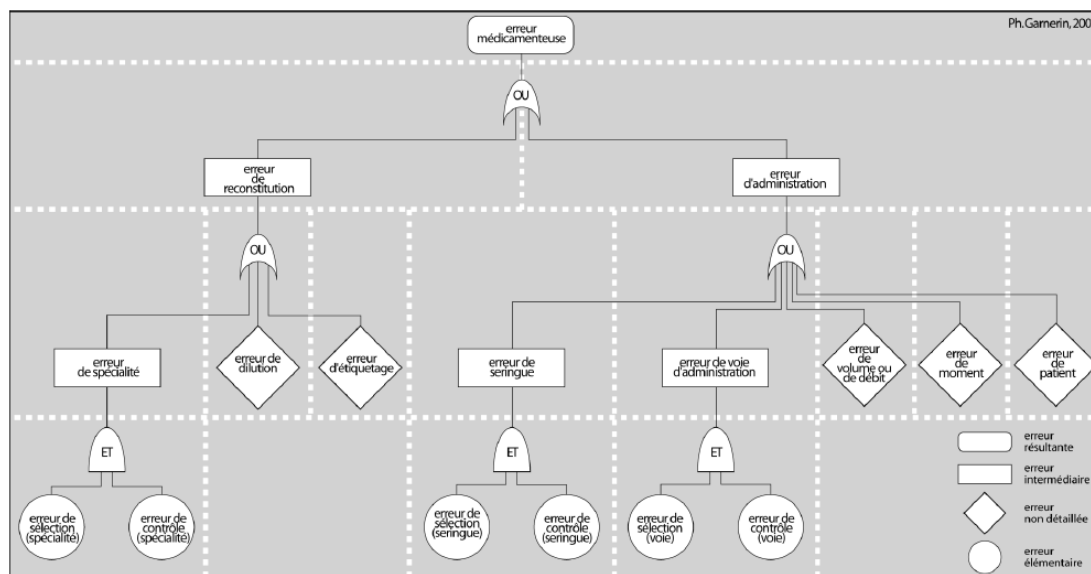 Ph.Garnerin, 200
erreur
médicamenteuse
OU
erreur
de
reconstitution
erreur
d'administration
OU
OU
erreur
de spécialité
erreur de
dilution
erreur
d'étiquetage
erreur de
seringue
erreur de voie
d'administration
erreur
de
volume ou
de débit
erreur
de
moment
erreur
de
patient
ET
ET
ET
erreur de
sélection
(spécialité)
erreur de
contrôle
(spécialité)
erreur de
sélection
(seringue)
erreur de
contrôle
(seringue)
erreur de
sélection
(voie)
erreur de
contrôle
(voie)
erreur
résultante
erreur
intermédiaire
erreur
non détaillée
erreur
élémentaire